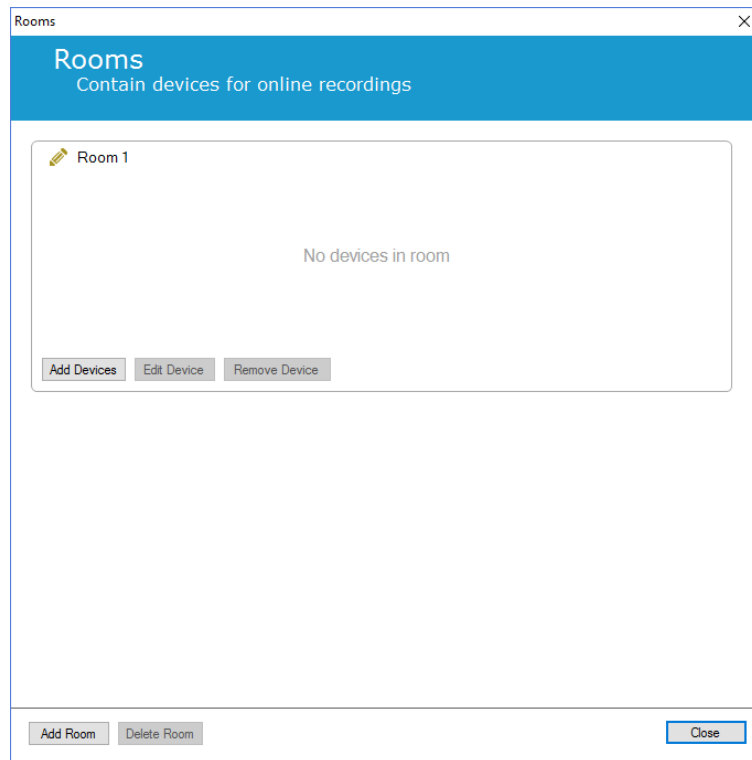 Rooms
Rooms
Contain devices for online recordings
Room 1
No devices in room
Add Devices Edit Device Remove Device
Add Room Delete Room Close